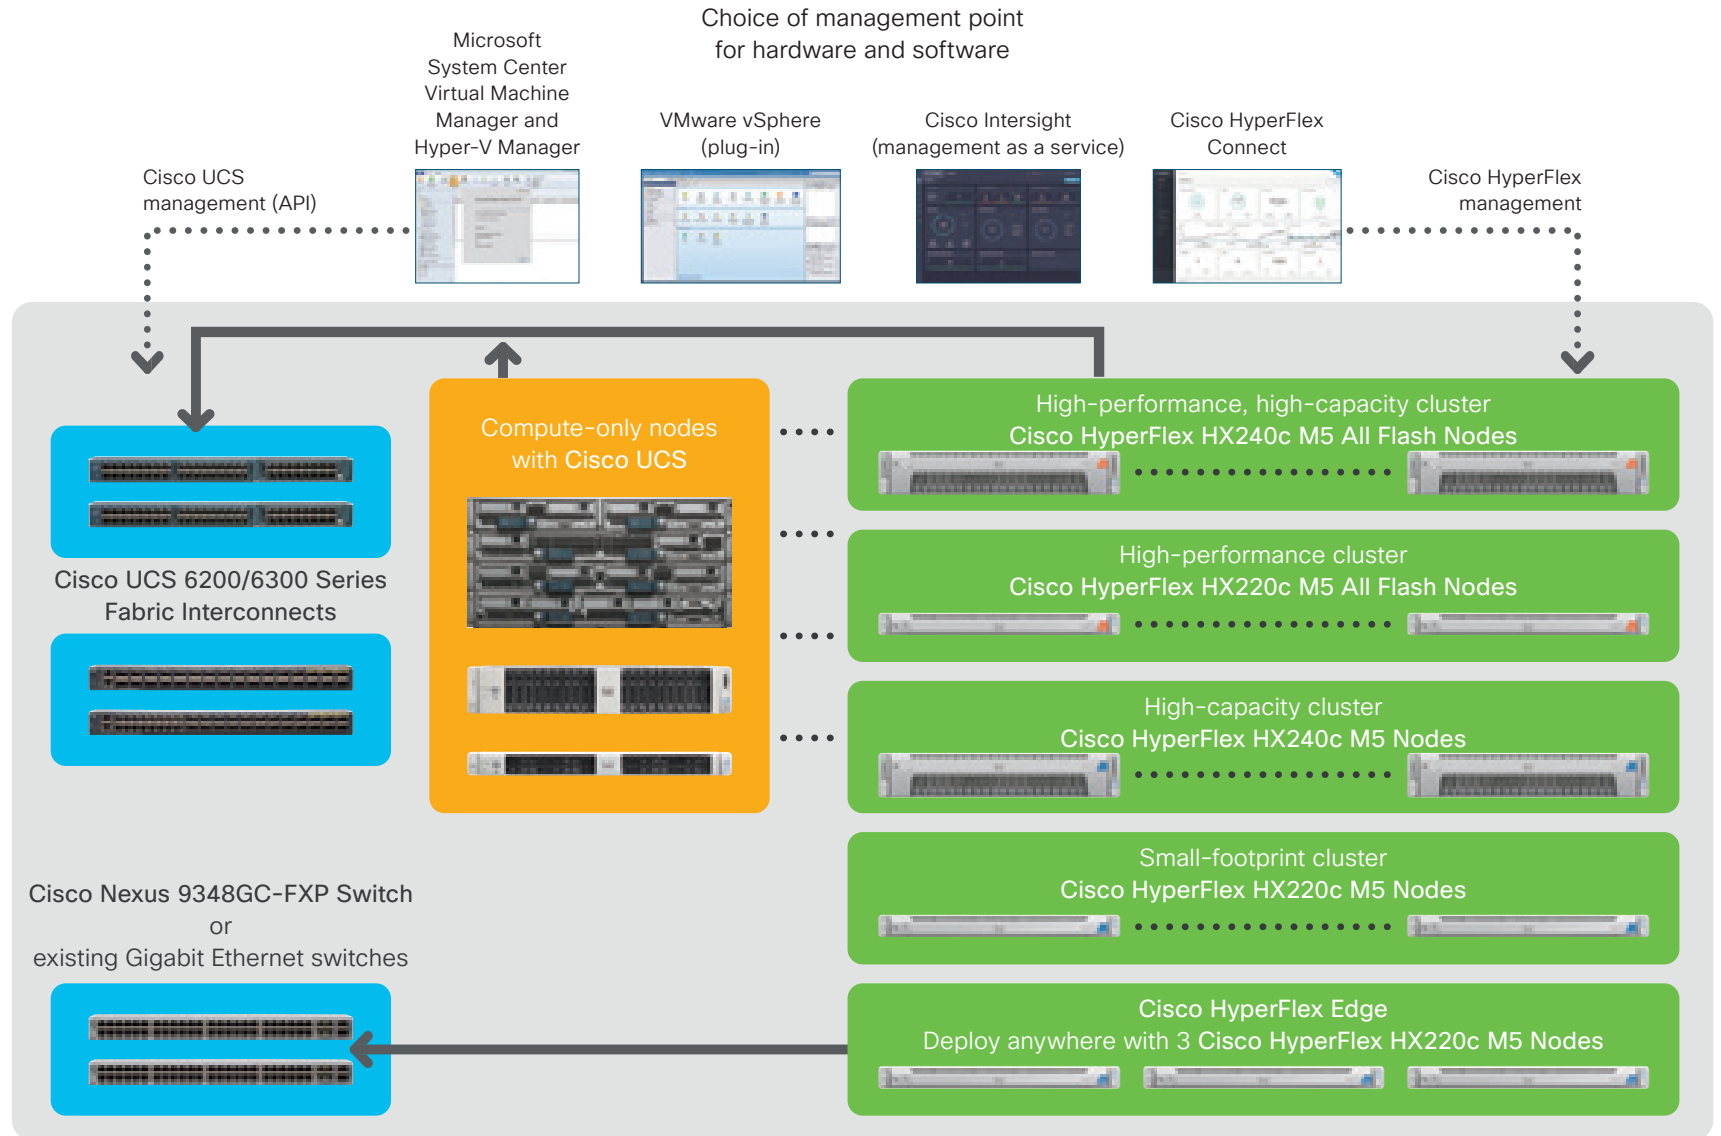 Choice of management point
for hardware and software
Microsoft
System Center
Virtual Machine
Manager and
Hyper-V Manager
VMware vSphere
(plug-in)
Cisco Intersight
(management as a service)
Cisco HyperFlex
Connect
Cisco UCS
management (API)
Cisco HyperFlex
management
Compute-only nodes
with Cisco UCS
High-performance, high-capacity cluster
Cisco HyperFlex HX240c M5 All Flash Nodes
High-performance cluster
Cisco HyperFlex HX220c M5 All Flash Nodes
Cisco UCS 6200/6300 Series
Fabric Interconnects
High-capacity cluster
Cisco HyperFlex HX240c M5 Nodes
Small-footprint cluster
Cisco HyperFlex HX220c M5 Nodes
Cisco Nexus 9348GC-FXP Switch
or
existing Gigabit Ethernet switches
Cisco HyperFlex Edge
Deploy anywhere with 3 Cisco HyperFlex HX220c M5 Nodes